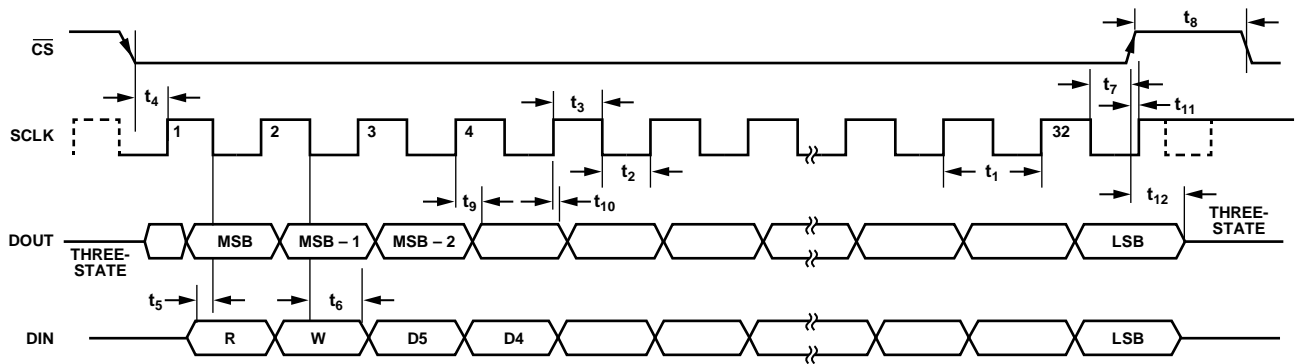 t8
CS
t7
t4
t3
t11
1
2
3
4
32
SCLK
t2
t1
t9
t10
t12
THREE-
STATE
DOUT
MSB
MSB – 1
MSB – 2
LSB
THREE-
STATE
t5
t6
DIN
R
W
D5
D4
LSB